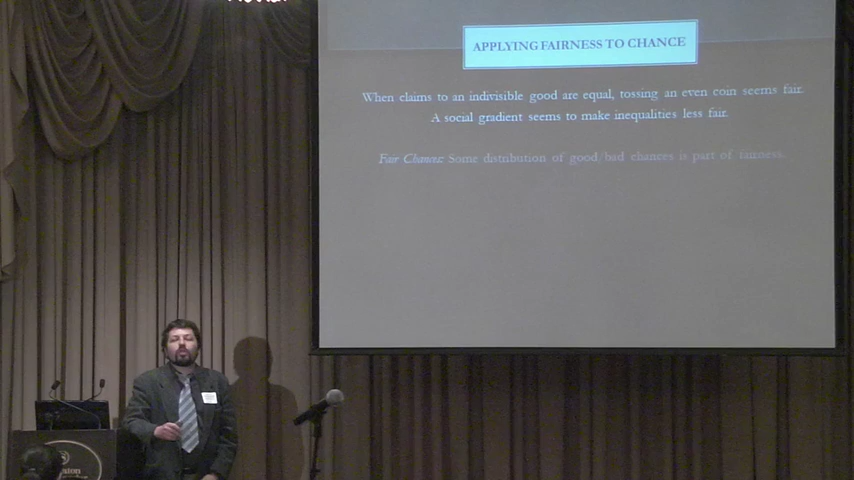 APPLYING FAIRNESS TO CHANCE
When claims to an indivisible good are equal, tossing an even coin seems fair.
A social gradient seems to make inequalities less fair.
Fair Chances: Some distribution of good/bad chances is part of fairness.